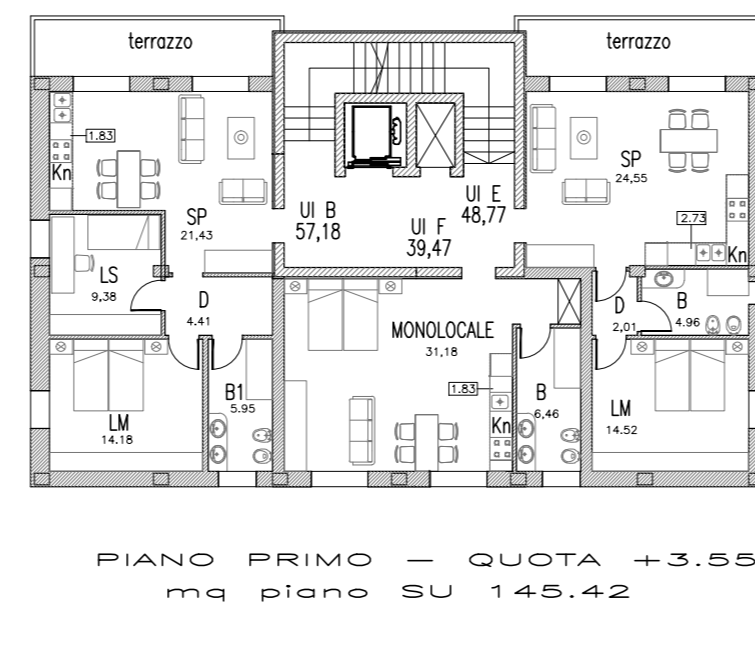 terrazzo
terrazzo
1.83
Kn
SP
21,43
UI B
57,18
UI F
39,47
UI E
48,77
SP
24,55
2.73
Kn
LS
9,38
D
4.41
MONOLOCALE
31,18
D
2,01
B
4.96
LM
14.18
B1
5.95
1.83
Kn
B
6,46
LM
14.52
PIANO PRIMO – QUOTA +3.55
mq piano SU 145.42